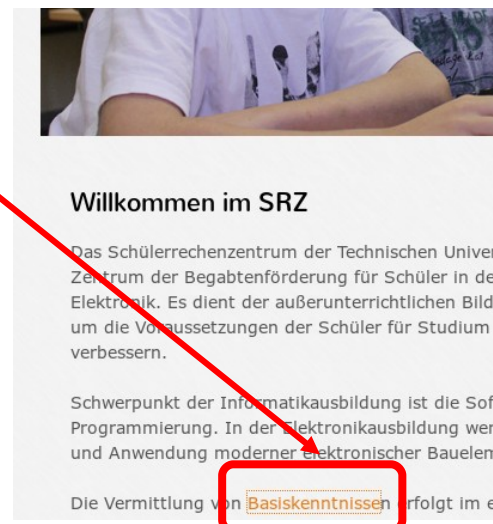 Willkommen im SRZ
Das Schülerrechenzentrum der Technischen Univer
Zentrum der Begabtenförderung für Schüler in de
Elektronik. Es dient der außerunterrichtlichen Bild
um die Voraussetzungen der Schüler für Studium
verbessern.
Schwerpunkt der Informatikausbildung ist die Sof
Programmierung. In der Elektronikausbildung wer
und Anwendung moderner elektronischer Bauelem
Die Vermittlung von Basiskenntnissen erfolgt im e